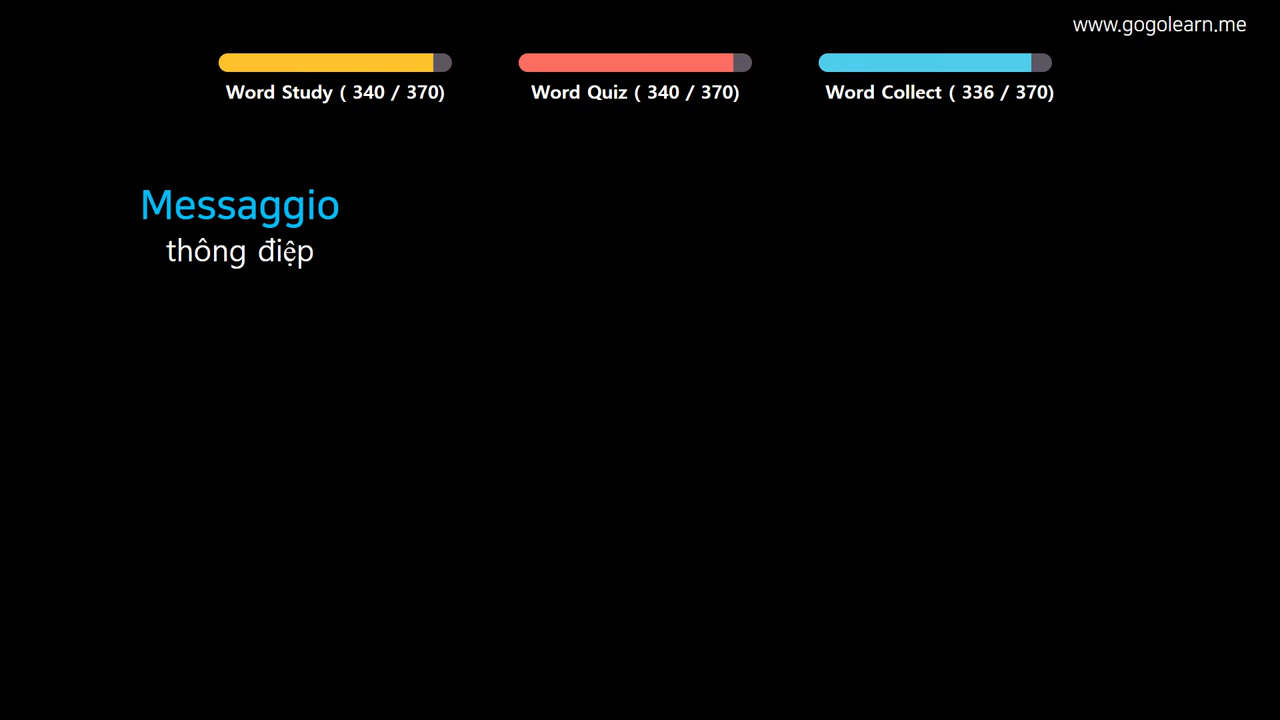 www.gogolearn.me
Word Study ( 340 / 370)
Word Quiz ( 340 / 370)
Word Collect ( 336 / 370)
Messaggio
thông điệp